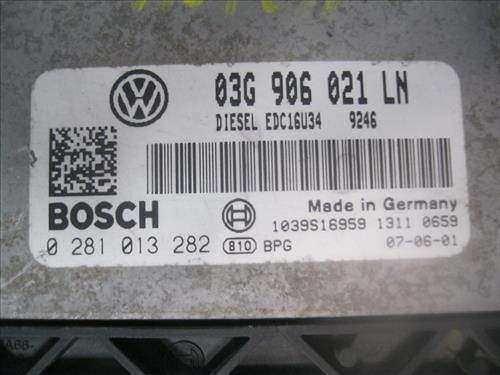 03G 906 021 LN
DIESEL EDC16U34 9246
BOSCH
Made in Germany
1039S16959 1311 0659
0 281 013 282 810 BPG 07-06-01